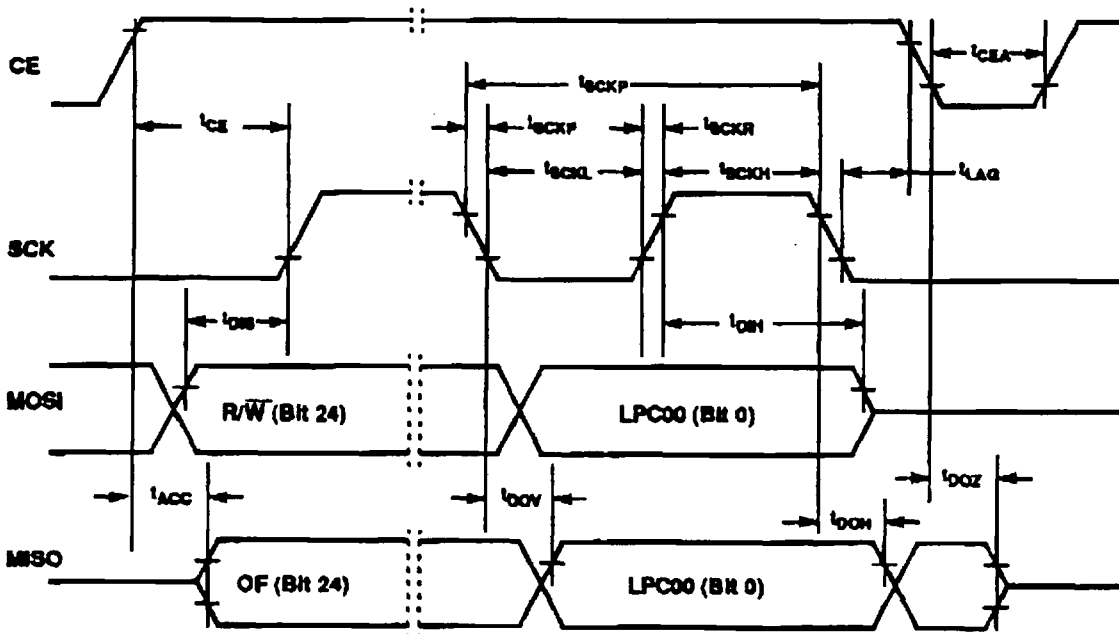 CE
tCEA
tSCKP
tCE
tSCKF
tSCKR
tSCKL
tSCKH
tLAG
SCK
tDIS
tDIH
MOSI
R/W̅ (Bit 24)
LPC00 (Bit 0)
tACC
tDOV
tDOH
tDOZ
MISO
OF (Bit 24)
LPC00 (Bit 0)